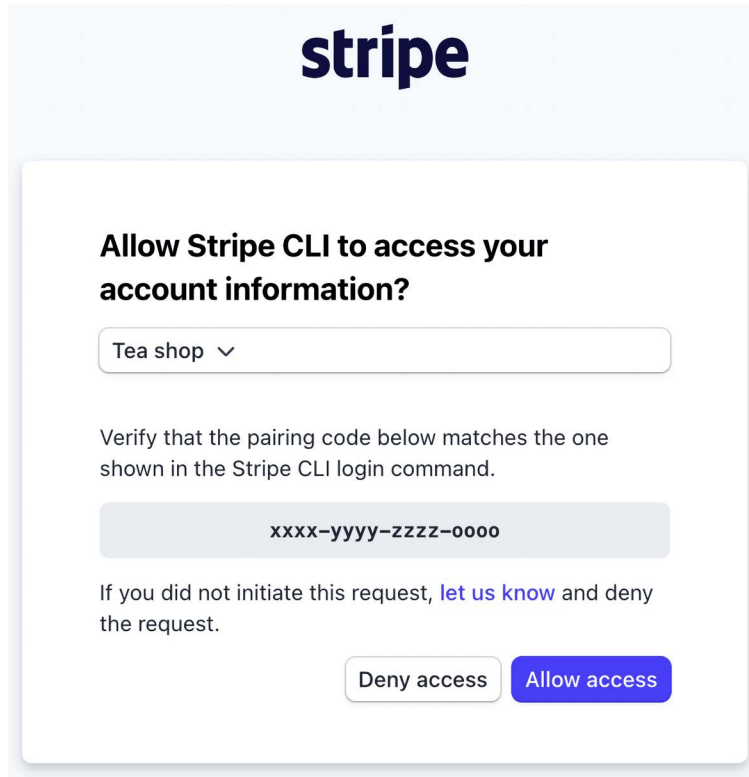 stripe
Allow Stripe CLI to access your
account information?
Tea shop
Verify that the pairing code below matches the one
shown in the Stripe CLI login command.
xxxx-yyyy-zzzz-oooo
If you did not initiate this request, let us know and deny
the request.
Deny access
Allow access